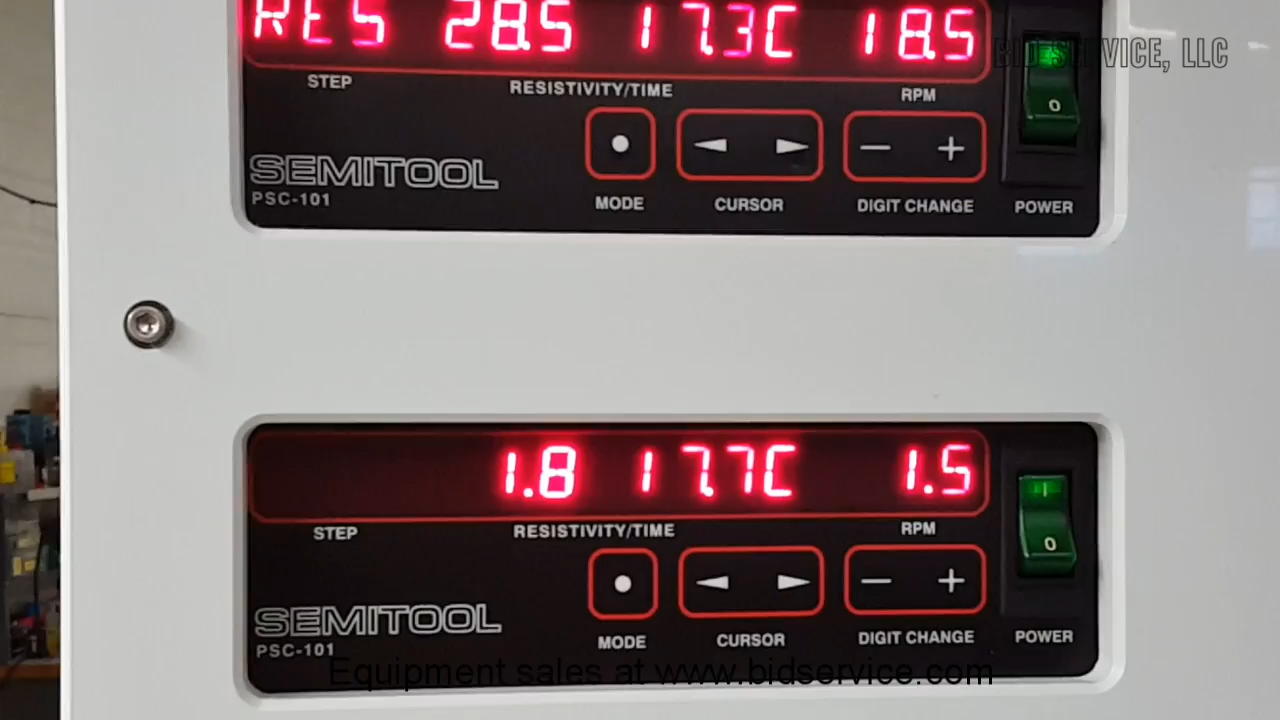 RES 28.5 17.3C 18.5
BID SERVICE, LLC
STEP RESISTIVITY/TIME RPM
SEMITOOL
PSC-101
MODE CURSOR DIGIT CHANGE POWER
0
1.8 17.7C 1.5
STEP RESISTIVITY/TIME RPM
SEMITOOL
PSC-101
MODE CURSOR DIGIT CHANGE POWER
I
0
Equipment sales at www.bidservice.com